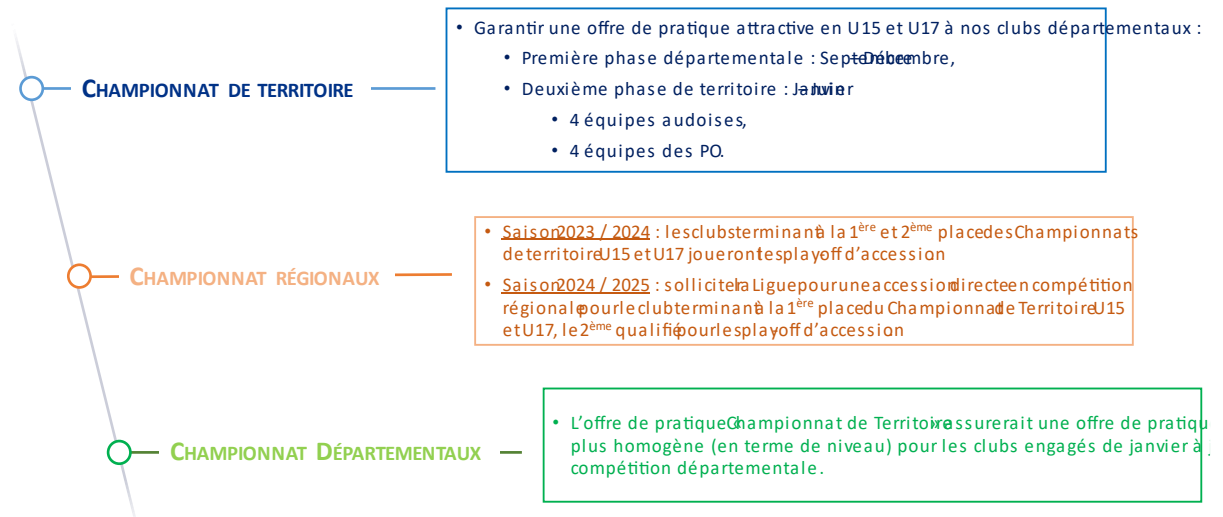 • Garantir une offre de pratique attractive en U15 et U17 à nos clubs départementaux :
• Première phase départementale : Septembre – Décembre,
CHAMPIONNAT DE TERRITOIRE
• Deuxième phase de territoire : Janvier – Juin
• 4 équipes audoises,
• 4 équipes des PO.
• Saison 2023 / 2024 : les clubs terminant à la 1ère et 2ème place des Championnats
de territoire U15 et U17 joueront les play-off d’accession.
CHAMPIONNAT RÉGIONAUX
• Saison 2024 / 2025 : solliciter la Ligue pour une accession directe en compétition
régionale pour le club terminant à la 1ère place du Championnat de Territoire U15
et U17, le 2ème qualifié pour les play-off d’accession.
• L’offre de pratique Championnat de Territoire assurerait une offre de
CHAMPIONNAT DÉPARTEMENTAUX
plus homogène (en terme de niveau) pour les clubs engagés de janvier à
compétition départementale.